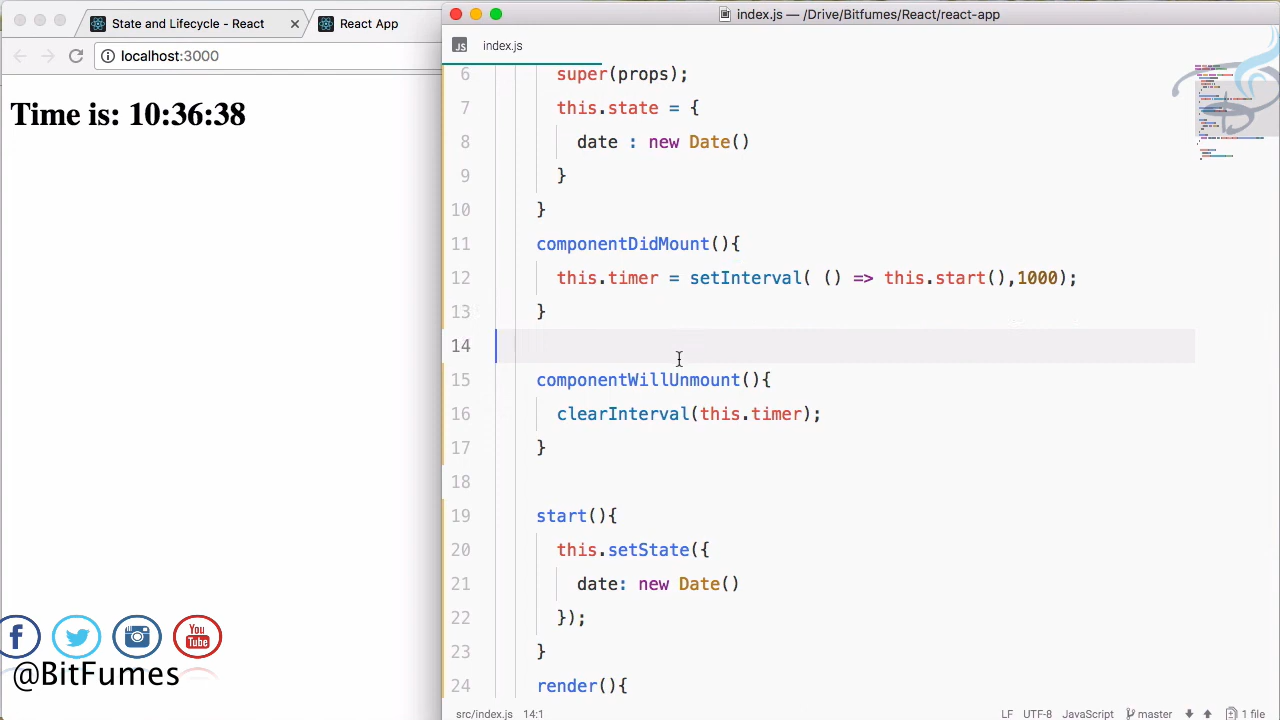 State and Lifecycle - React
React App
localhost:3000
Time is: 10:36:38
@BitFumes
You
Tube
index.js — /Drive/Bitfumes/React/react-app
JS index.js
6 super(props);
7 this.state = {
8 date : new Date()
9 }
10 }
11 componentDidMount(){
12 this.timer = setInterval( () => this.start(),1000);
13 }
14
15 componentWillUnmount(){
16 clearInterval(this.timer);
17 }
18
19 start(){
20 this.setState({
21 date: new Date()
22 });
23 }
24 render(){
src/index.js 14:1 LF UTF-8 JavaScript master 1 file